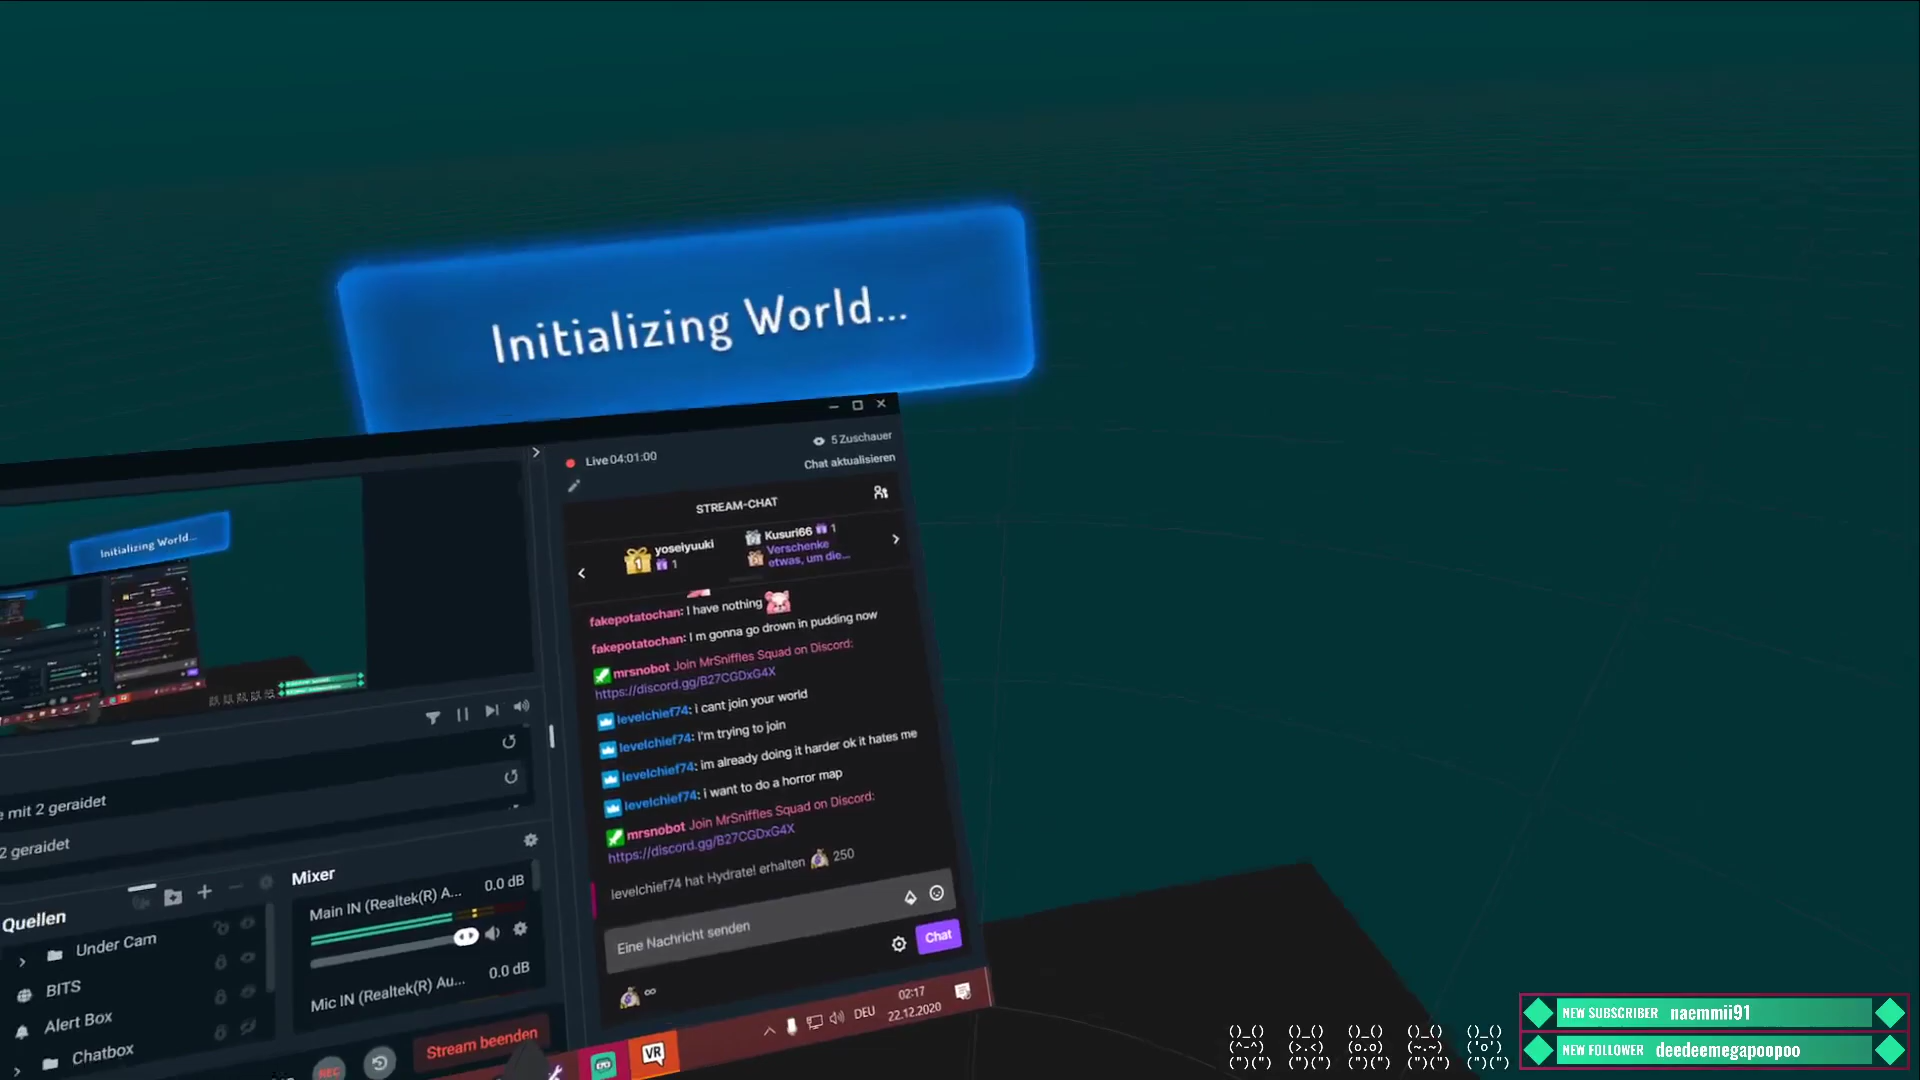 Initializing World...
5 Zuschauer
Live 04:01:00
Chat aktualisieren
STREAM-CHAT
yoseiyuuki
1
Kusuri66 1
Verschenke
etwas, um die...
fakepotatochan: I have nothing
fakepotatochan: I m gonna go drown in pudding now
mrsnobot Join MrSniffles Squad on Discord:
https://discord.gg/B27CGDxG4X
levelchief74: i cant join your world
levelchief74: I'm trying to join
levelchief74: im already doing it harder ok it hates me
levelchief74: i want to do a horror map
mrsnobot Join MrSniffles Squad on Discord:
https://discord.gg/B27CGDxG4X
levelchief74 hat Hydrate! erhalten 250
Eine Nachricht senden
Chat
∞
Initializing World...
e mit 2 geraidet
2 geraidet
Quellen
Under Cam
BITS
Alert Box
Chatbox
Mixer
Main IN (Realtek(R) A... 0.0 dB
Mic IN (Realtek(R) Au... 0.0 dB
REC
Stream beenden
VR
DEU
02:17
22.12.2020
()_() ()_() ()_() ()_() ()_()
(^-^) (>.<) (o.o) (~.~) ('o')
(")(") (")(") (")(") (")(") (")(")
NEW SUBSCRIBER naemmii91
NEW FOLLOWER deedeemegapoopoo